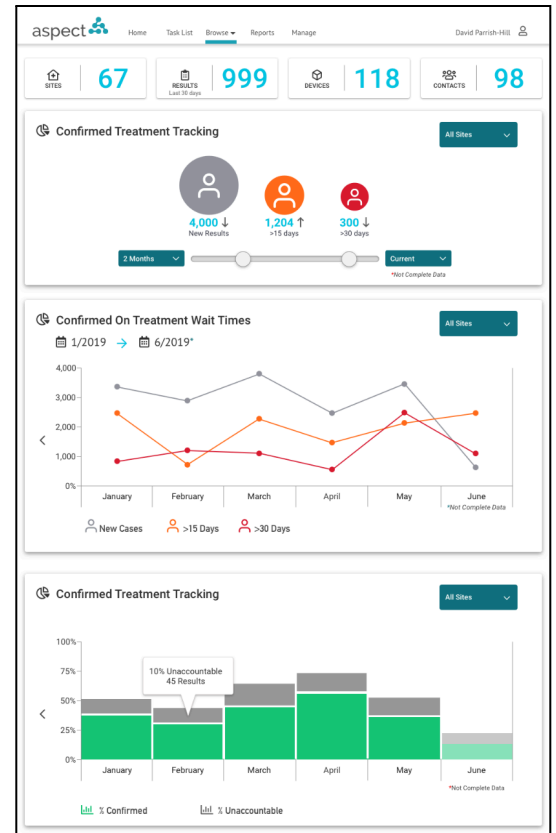 aspect
Home Task List Browse Reports Manage David Parrish-Hill
SITES 67
RESULTS Last 30 days 999
DEVICES 118
CONTACTS 98
Confirmed Treatment Tracking
All Sites
4,000 ↓ 1,204 ↑ 300 ↓
New Results >15 days >30 days
2 Months Current
*Not Complete Data
Confirmed On Treatment Wait Times
All Sites
1/2019 → 6/2019*
4,000
3,000
2,000
1,000
0%
January February March April May June
*Not Complete Data
New Cases >15 Days >30 Days
Confirmed Treatment Tracking
All Sites
100%
75%
10% Unaccountable
45 Results
50%
25%
0%
January February March April May June
*Not Complete Data
% Confirmed % Unaccountable